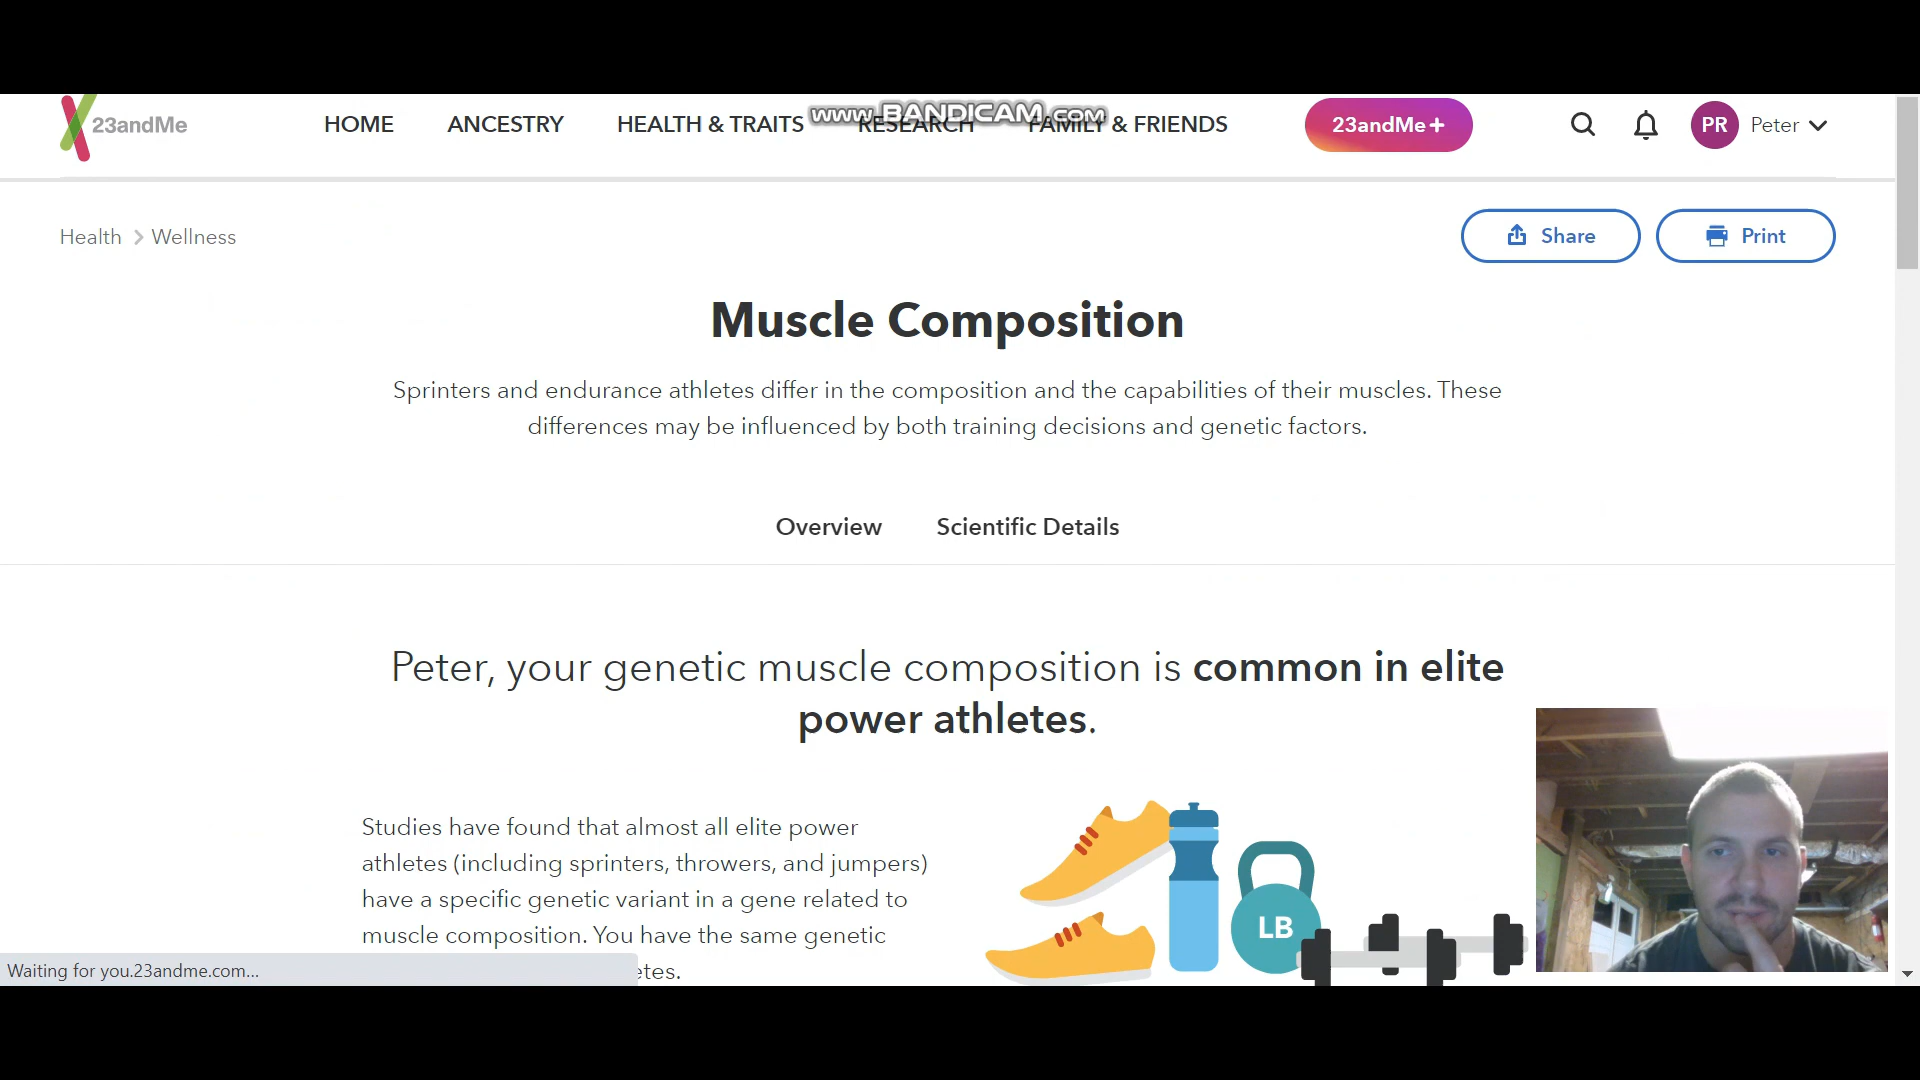 www.BANDICAM.com
23andMe
HOME
ANCESTRY
HEALTH & TRAITS
RESEARCH
FAMILY & FRIENDS
23andMe+
PR
Peter
Health
Wellness
Share
Print
Muscle Composition
Sprinters and endurance athletes differ in the composition and the capabilities of their muscles. These
differences may be influenced by both training decisions and genetic factors.
Overview
Scientific Details
Peter, your genetic muscle composition is common in elite
power athletes.
Studies have found that almost all elite power
athletes (including sprinters, throwers, and jumpers)
have a specific genetic variant in a gene related to
muscle composition. You have the same genetic
etes.
LB
Waiting for you.23andme.com...